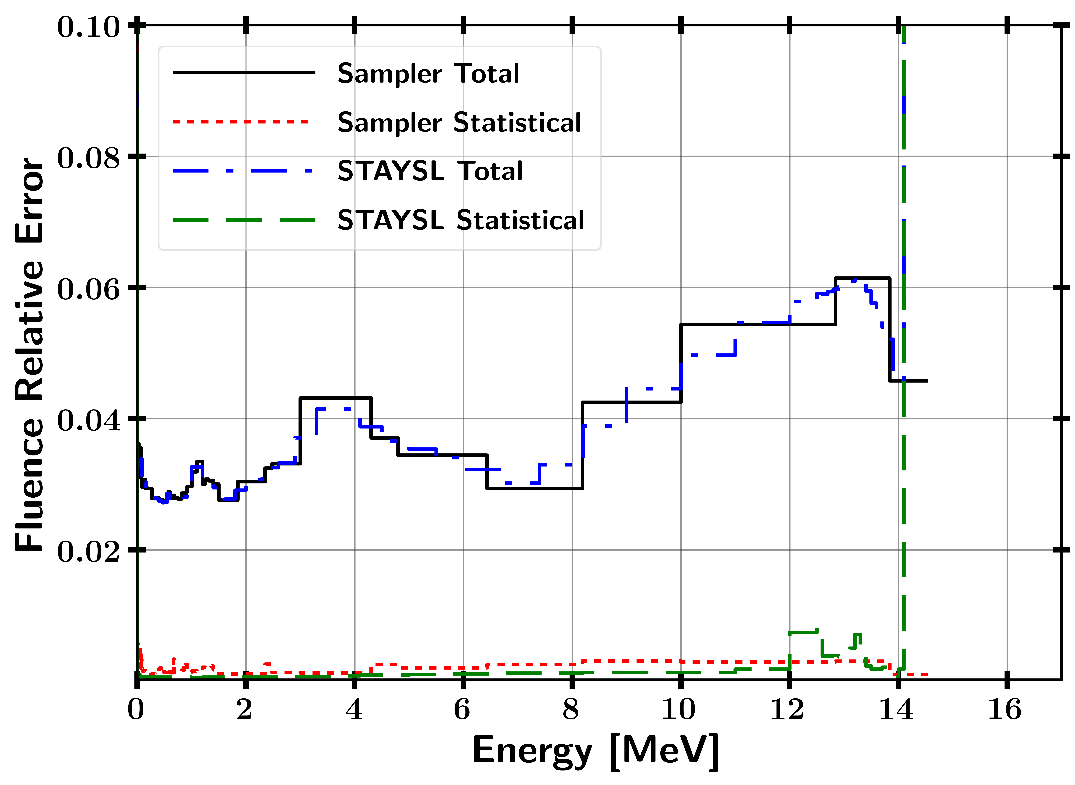 Fluence Relative Error
0.10
0.08
0.06
0.04
0.02
Sampler Total
Sampler Statistical
STAYSL Total
STAYSL Statistical
0 2 4 6 8 10 12 14 16
Energy [MeV]